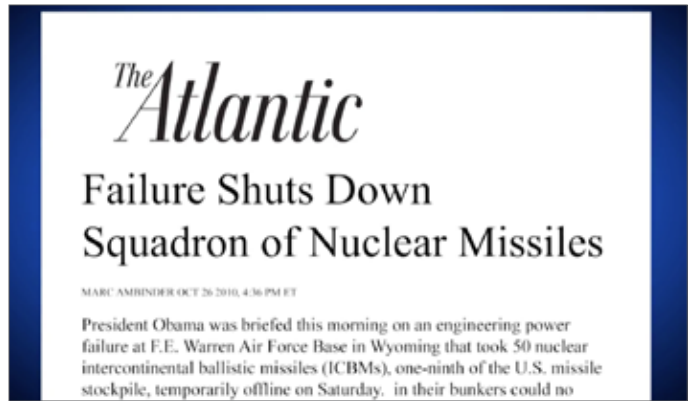 The Atlantic
Failure Shuts Down
Squadron of Nuclear Missiles
MARC AMBINDER OCT 26 2010, 4:36 PM ET
President Obama was briefed this morning on an engineering power
failure at F.E. Warren Air Force Base in Wyoming that took 50 nuclear
intercontinental ballistic missiles (ICBMs), one-ninth of the U.S. missile
stockpile, temporarily offline on Saturday. in their bunkers could no